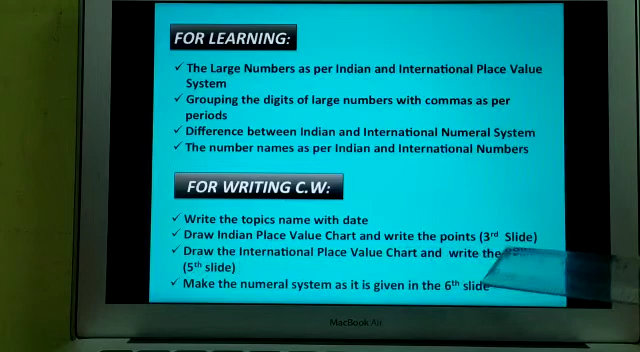 FOR LEARNING:
✓ The Large Numbers as per Indian and International Place Value
System
✓ Grouping the digits of large numbers with commas as per
periods
✓ Difference between Indian and International Numeral System
✓ The number names as per Indian and International Numbers
FOR WRITING C.W:
✓ Write the topics name with date
✓ Draw Indian Place Value Chart and write the points (3rd Slide)
✓ Draw the International Place Value Chart and write the
(5th slide)
✓ Make the numeral system as it is given in the 6th slide
MacBook Air